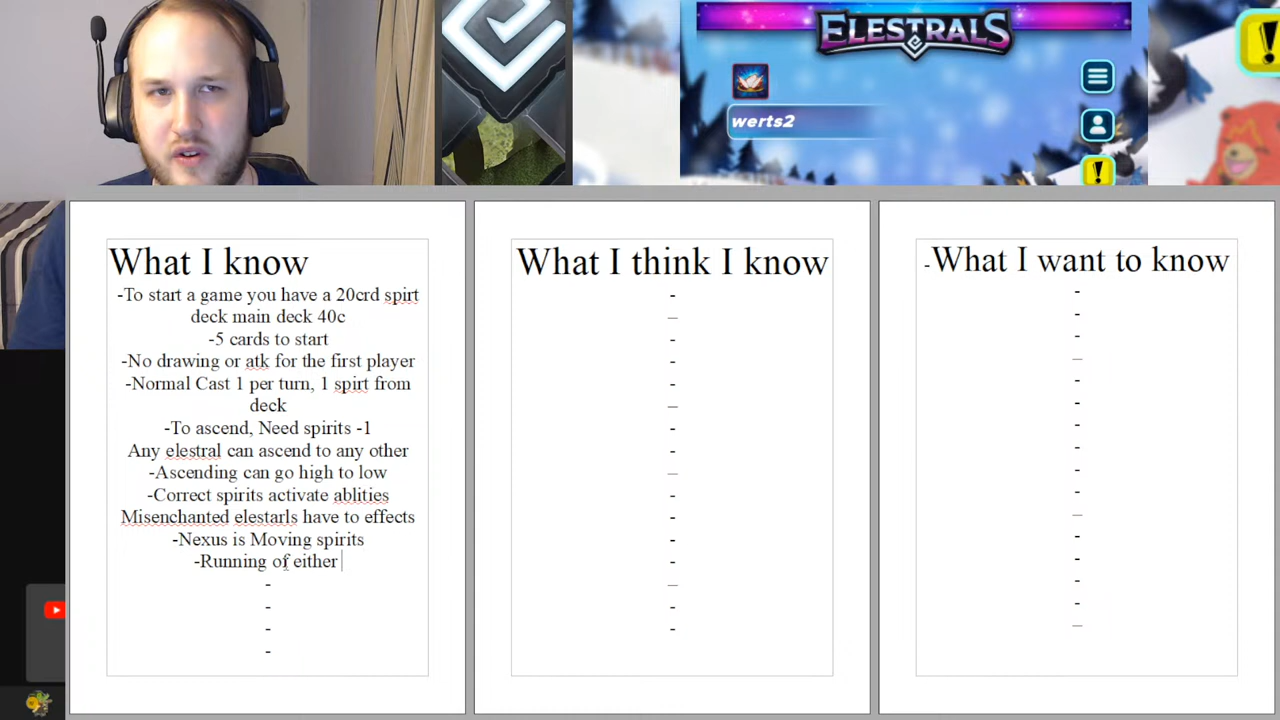 ELESTRALS
werts2
What I know
-To start a game you have a 20crd spirt
deck main deck 40c
-5 cards to start
-No drawing or atk for the first player
-Normal Cast 1 per turn, 1 spirt from
deck
-To ascend, Need spirits -1
Any elestral can ascend to any other
-Ascending can go high to low
-Correct spirits activate ablities
Misenchanted elestarls have to effects
-Nexus is Moving spirits
-Running of either
-
-
-
-
What I think I know
-
_
-
-
-
_
-
-
_
-
-
-
-
_
-
-
-What I want to know
-
-
-
_
-
-
-
-
-
-
_
-
-
-
-
_